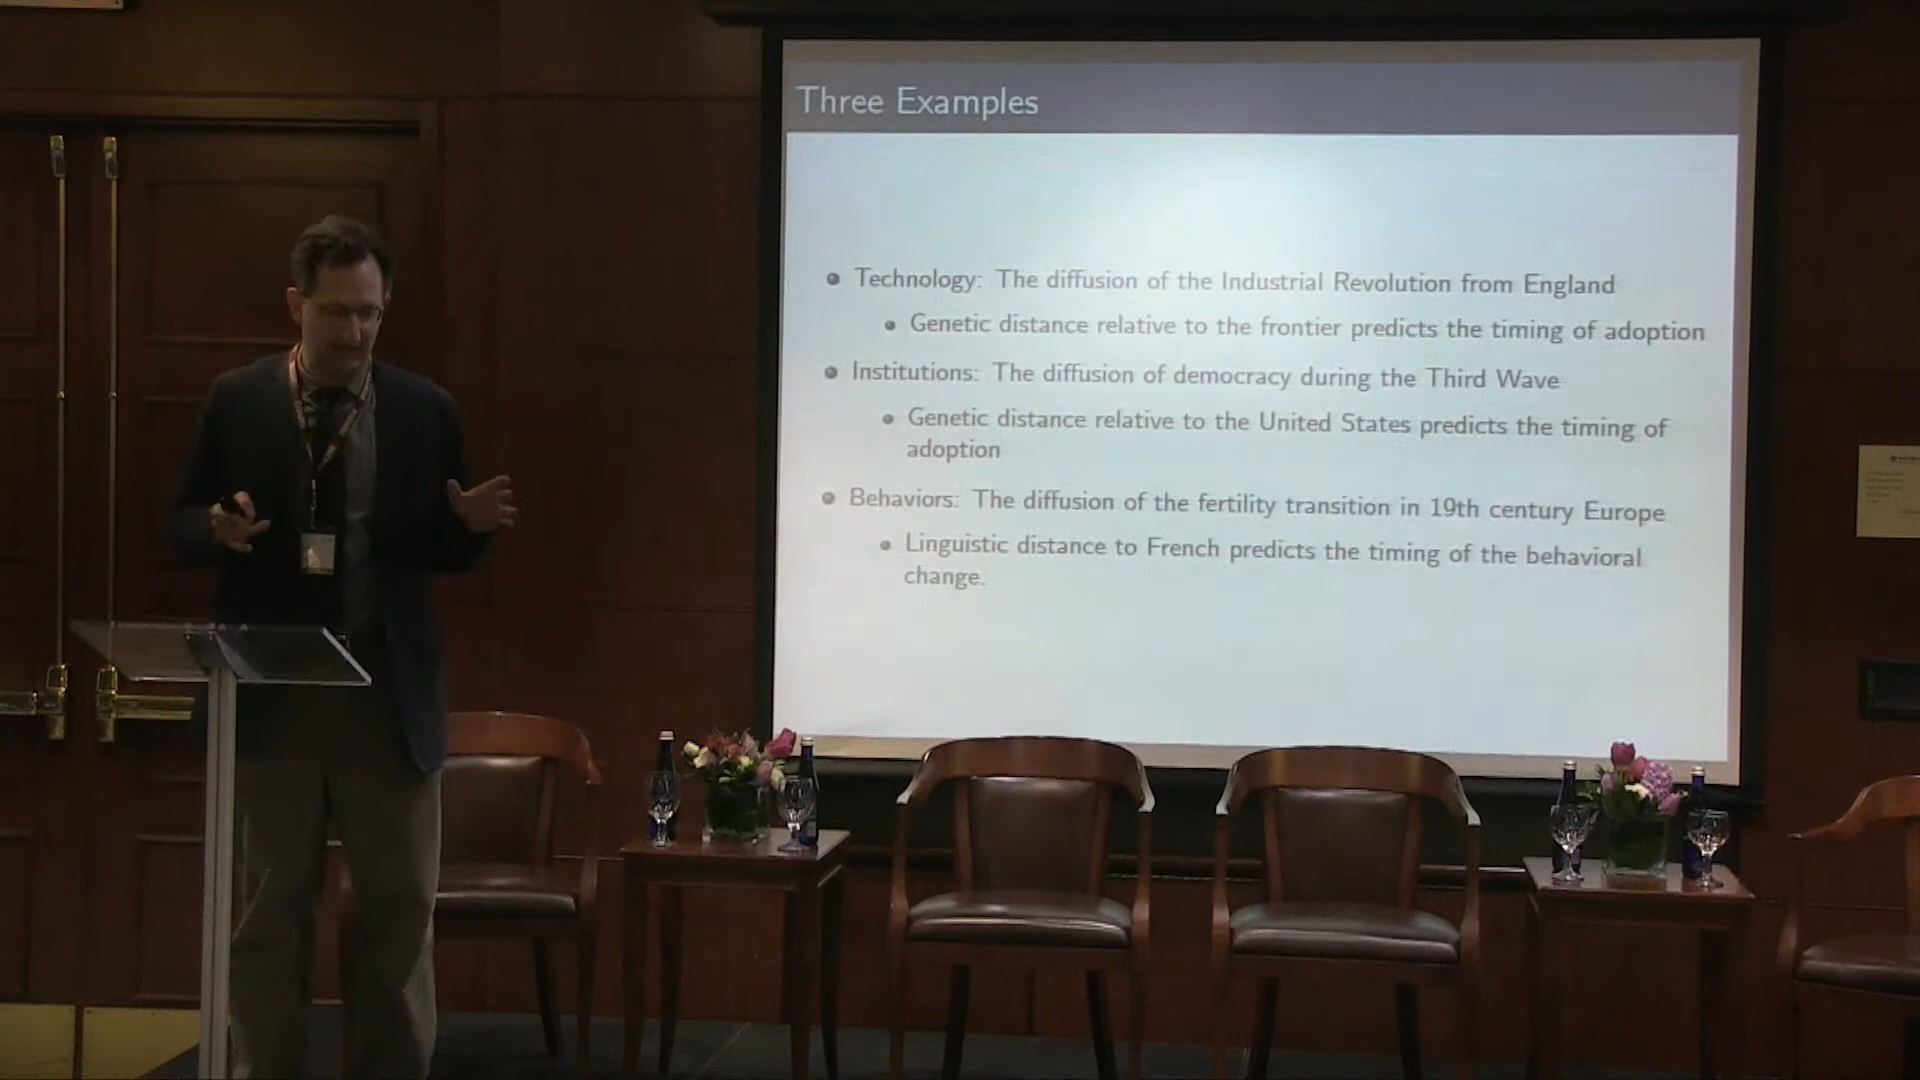 Three Examples
Technology: The diffusion of the Industrial Revolution from England
Genetic distance relative to the frontier predicts the timing of adoption
Institutions: The diffusion of democracy during the Third Wave
Genetic distance relative to the United States predicts the timing of
adoption
Behaviors: The diffusion of the fertility transition in 19th century Europe
Linguistic distance to French predicts the timing of the behavioral
change.